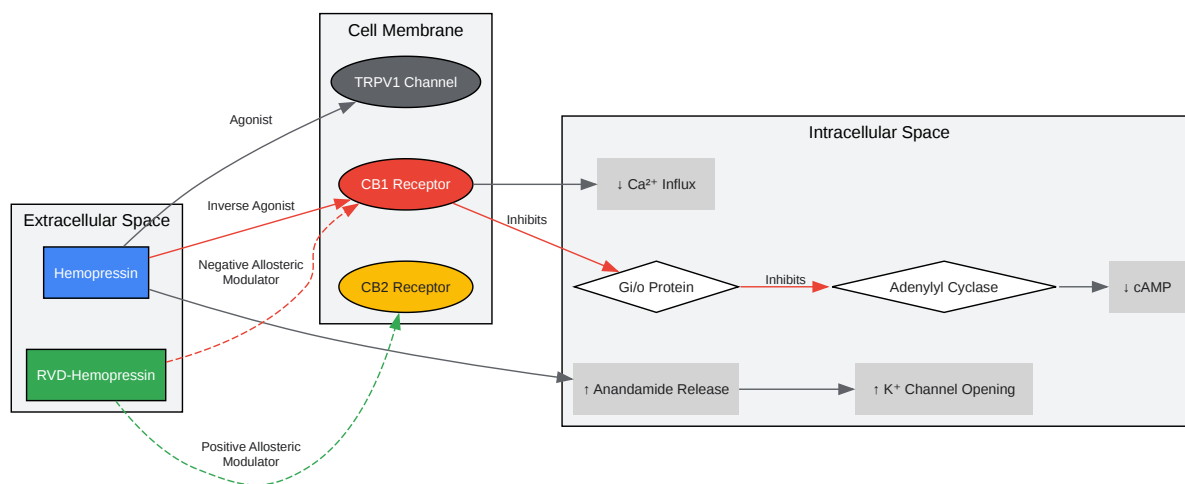 Cell Membrane
TRPV1 Channel
Agonist
Intracellular Space
↓ Ca²⁺ Influx
CB1 Receptor
Inverse Agonist
Inhibits
Extracellular Space
Hemopressin
Negative Allosteric
Modulator
CB2 Receptor
Gi/o Protein
Inhibits
Adenylyl Cyclase
↓ cAMP
RVD-Hemopressin
↑ Anandamide Release
↑ K⁺ Channel Opening
Positive Allosteric
Modulator